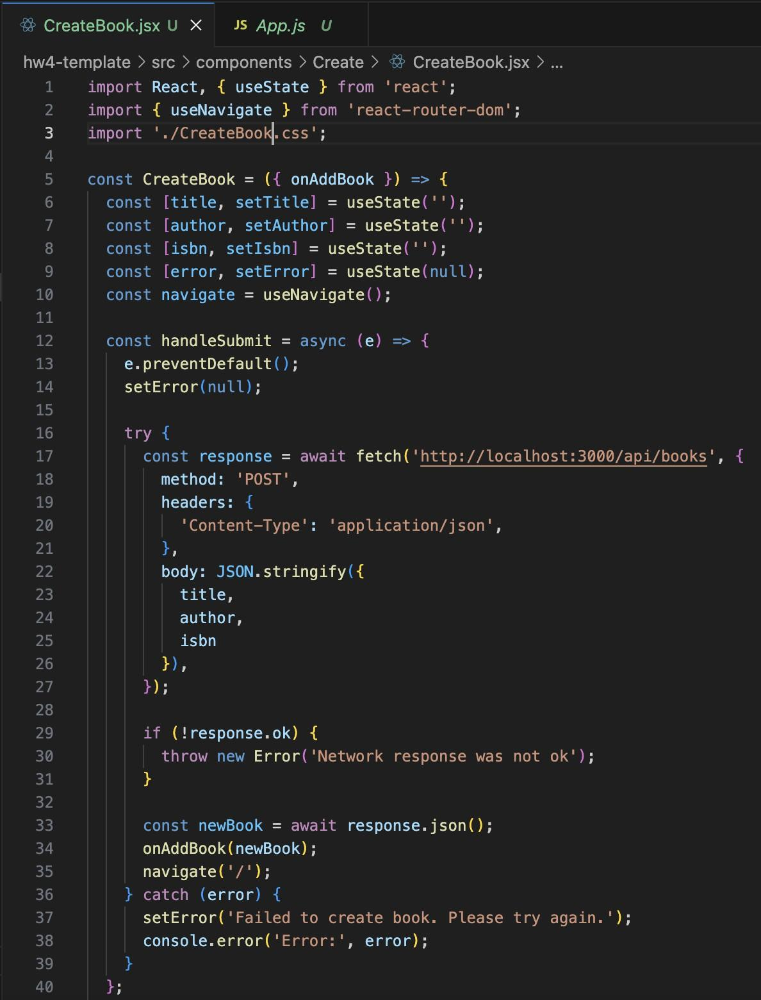 CreateBook.jsx U × JS App.js U
hw4-template > src > components > Create > CreateBook.jsx > ...
1 import React, { useState } from 'react';
2 import { useNavigate } from 'react-router-dom';
3 import './CreateBook.css';
4
5 const CreateBook = ({ onAddBook }) => {
6   const [title, setTitle] = useState('');
7   const [author, setAuthor] = useState('');
8   const [isbn, setIsbn] = useState('');
9   const [error, setError] = useState(null);
10   const navigate = useNavigate();
11
12   const handleSubmit = async (e) => {
13     e.preventDefault();
14     setError(null);
15
16     try {
17       const response = await fetch('http://localhost:3000/api/books', {
18         method: 'POST',
19         headers: {
20           'Content-Type': 'application/json',
21         },
22         body: JSON.stringify({
23           title,
24           author,
25           isbn
26         }),
27       });
28
29       if (!response.ok) {
30         throw new Error('Network response was not ok');
31       }
32
33       const newBook = await response.json();
34       onAddBook(newBook);
35       navigate('/');
36     } catch (error) {
37       setError('Failed to create book. Please try again.');
38       console.error('Error:', error);
39     }
40   };